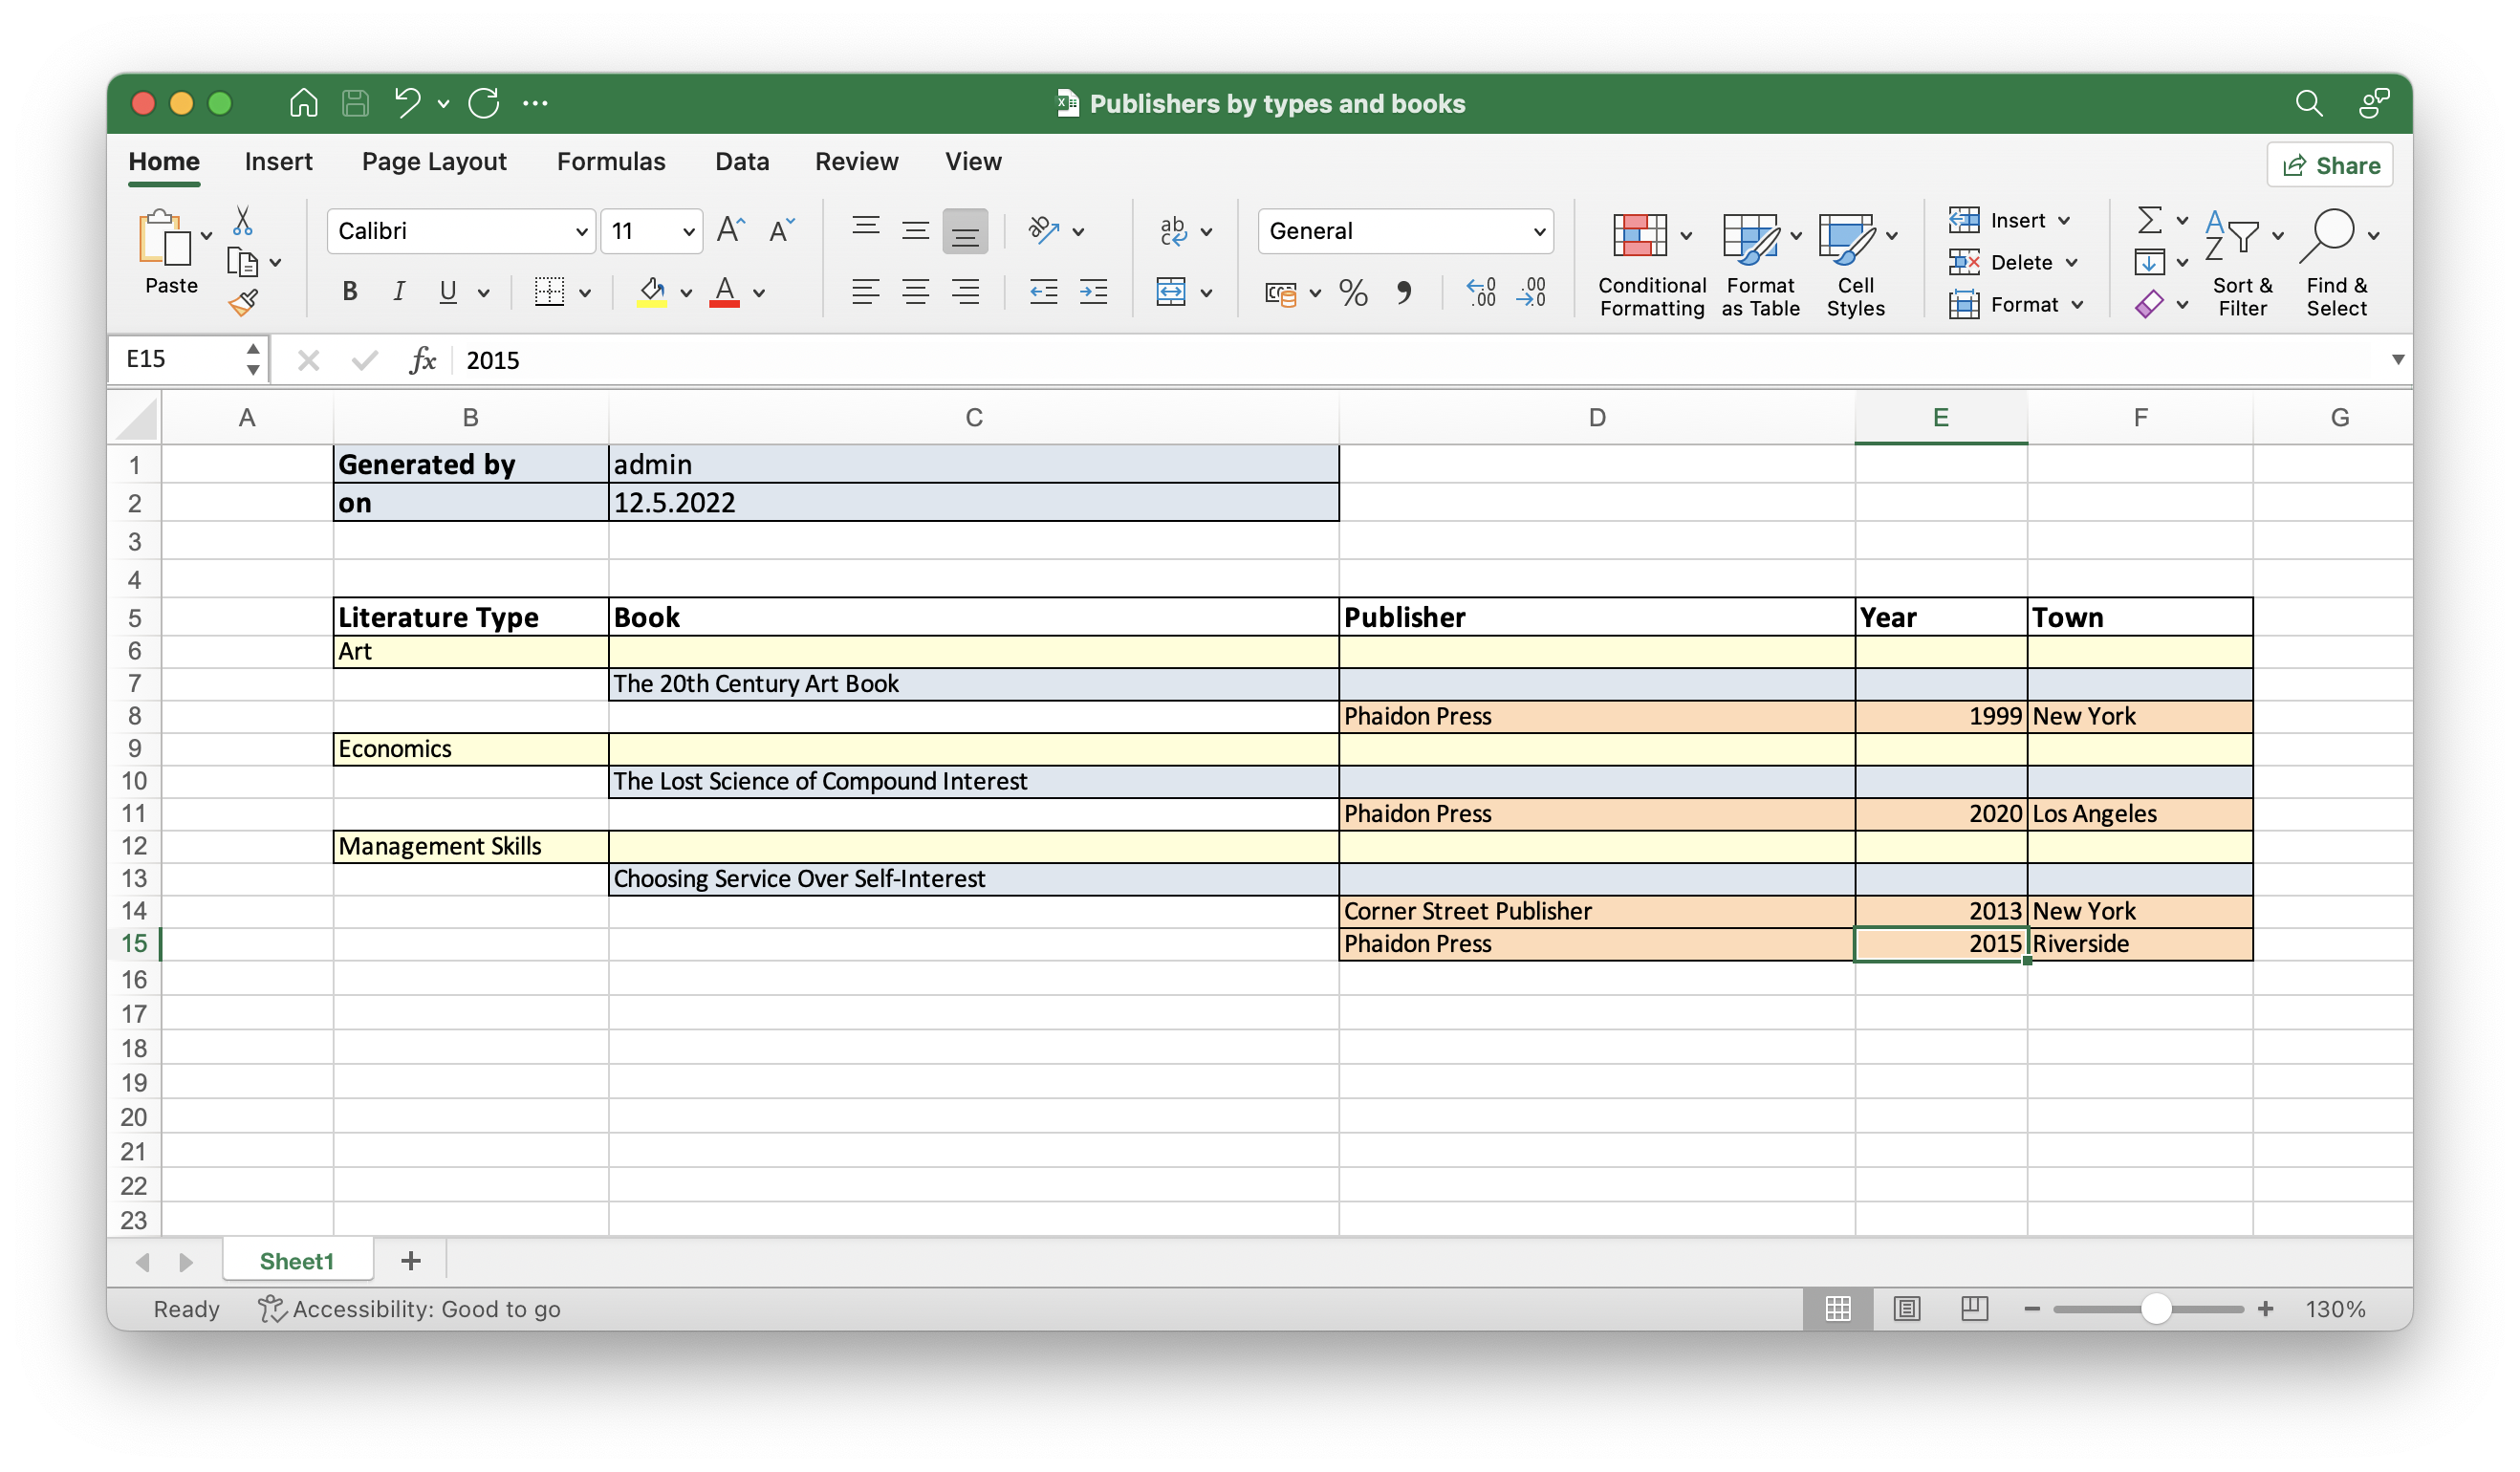 Publishers by types and books
Home Insert Page Layout Formulas Data Review View Share
Paste
Calibri 11 General
B I U
Conditional Formatting
Format as Table
Cell Styles
Insert
Delete
Format
Sort & Filter
Find & Select
E15 fx 2015
A B C D E F G
1 Generated by admin
2 on 12.5.2022
3
4
5 Literature Type Book Publisher Year Town
6 Art
7 The 20th Century Art Book
8 Phaidon Press 1999 New York
9 Economics
10 The Lost Science of Compound Interest
11 Phaidon Press 2020 Los Angeles
12 Management Skills
13 Choosing Service Over Self-Interest
14 Corner Street Publisher 2013 New York
15 Phaidon Press 2015 Riverside
16
17
18
19
20
21
22
23
Sheet1 +
Ready Accessibility: Good to go 130%